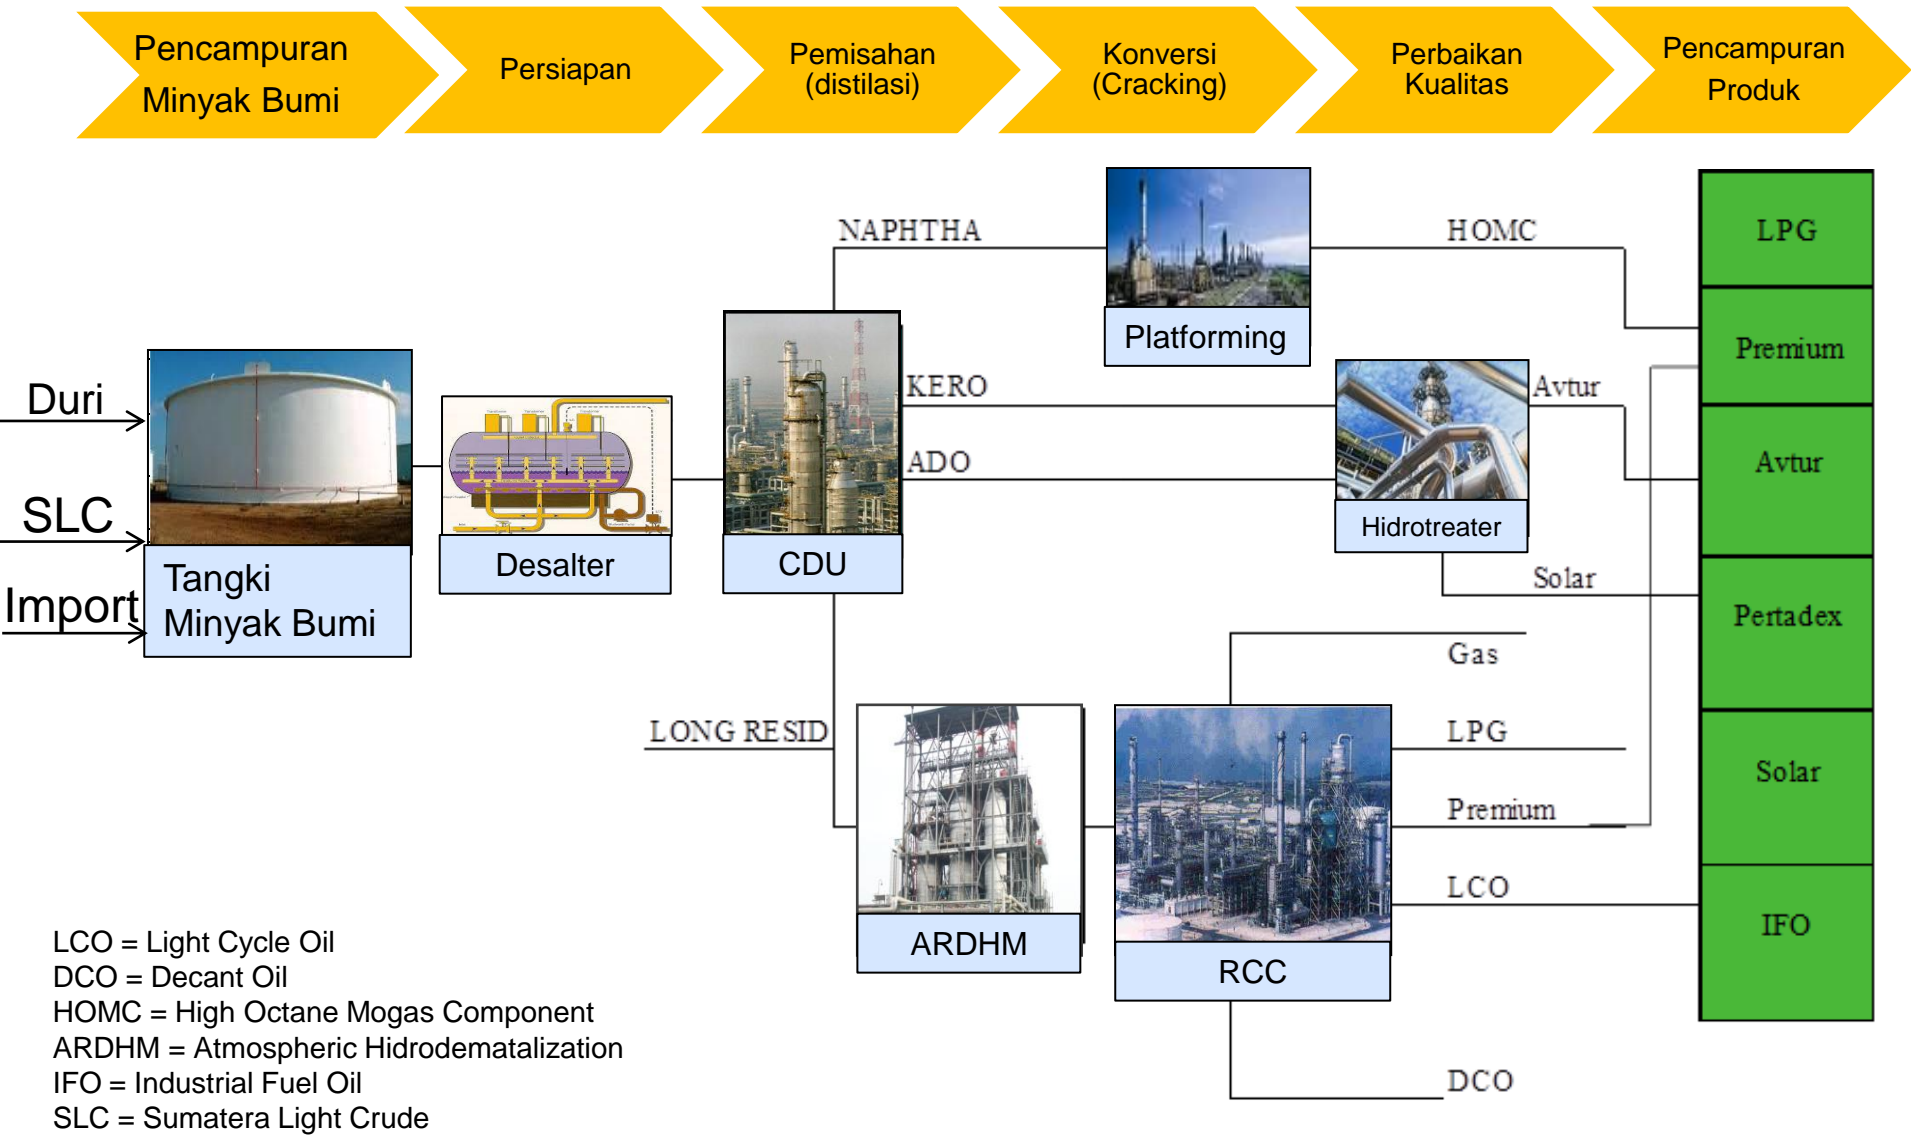 Pencampuran
Minyak Bumi
Persiapan
Pemisahan
(distilasi)
Konversi
(Cracking)
Perbaikan
Kualitas
Pencampuran
Produk
NAPHTHA
HOMC
LPG
Platforming
Premium
Duri
KERO
Avtur
ADO
Avtur
SLC
Hidrotreater
Desalter
CDU
Tangki
Minyak Bumi
Import
Solar
Pertadex
Gas
LONG RESID
LPG
Solar
Premium
LCO
IFO
ARDHM
RCC
DCO
LCO = Light Cycle Oil
DCO = Decant Oil
HOMC = High Octane Mogas Component
ARDHM = Atmospheric Hidrodematalization
IFO = Industrial Fuel Oil
SLC = Sumatera Light Crude